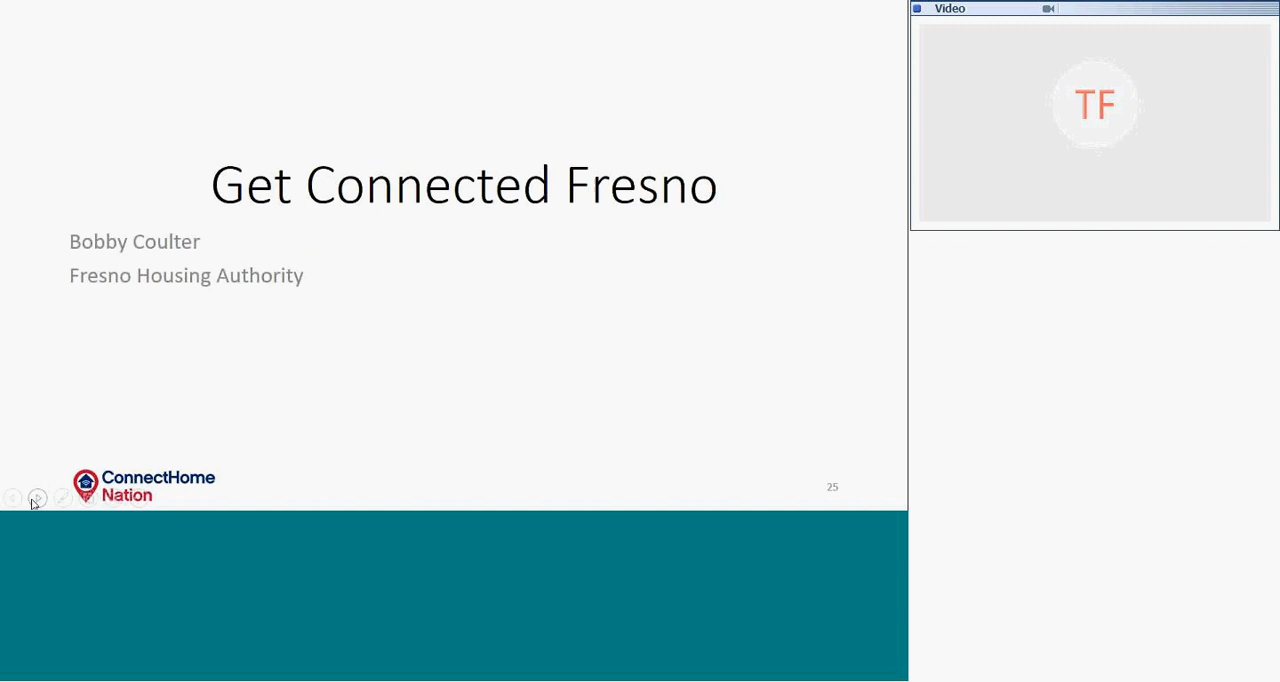 Video
TF
Get Connected Fresno
Bobby Coulter
Fresno Housing Authority
ConnectHome
Nation
25